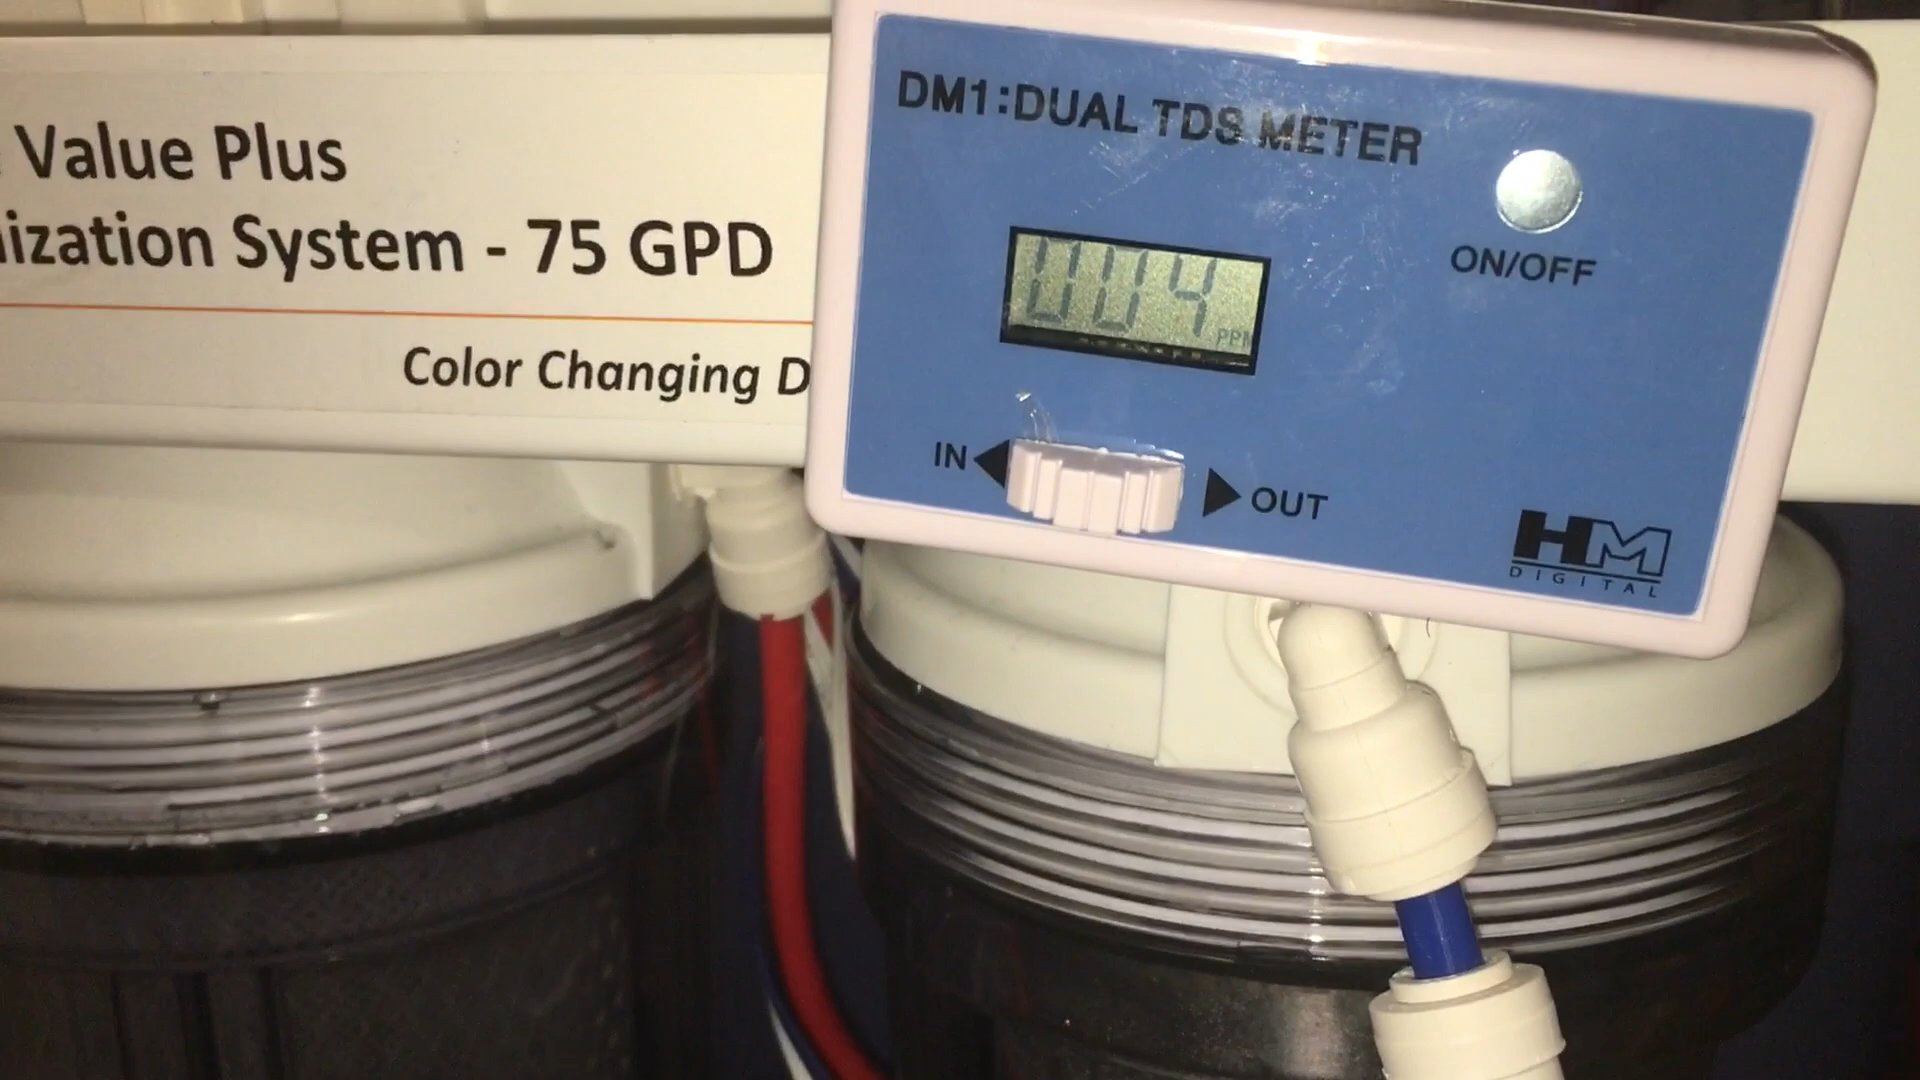 Value Plus
ization System - 75 GPD
Color Changing D
DM1:DUAL TDS METER
ON/OFF
004
PPM
IN
OUT
HM
DIGITAL